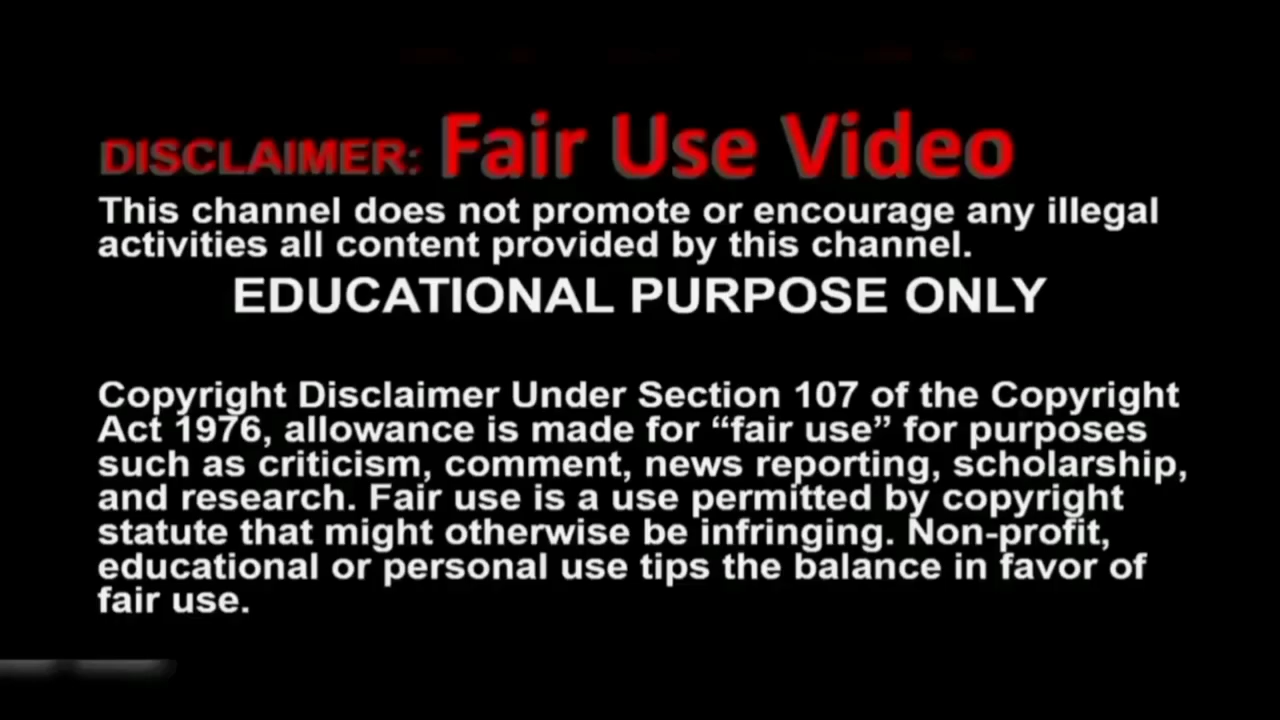 DISCLAIMER: Fair Use Video
This channel does not promote or encourage any illegal
activities all content provided by this channel.
EDUCATIONAL PURPOSE ONLY
Copyright Disclaimer Under Section 107 of the Copyright
Act 1976, allowance is made for “fair use” for purposes
such as criticism, comment, news reporting, scholarship,
and research. Fair use is a use permitted by copyright
statute that might otherwise be infringing. Non-profit,
educational or personal use tips the balance in favor of
fair use.